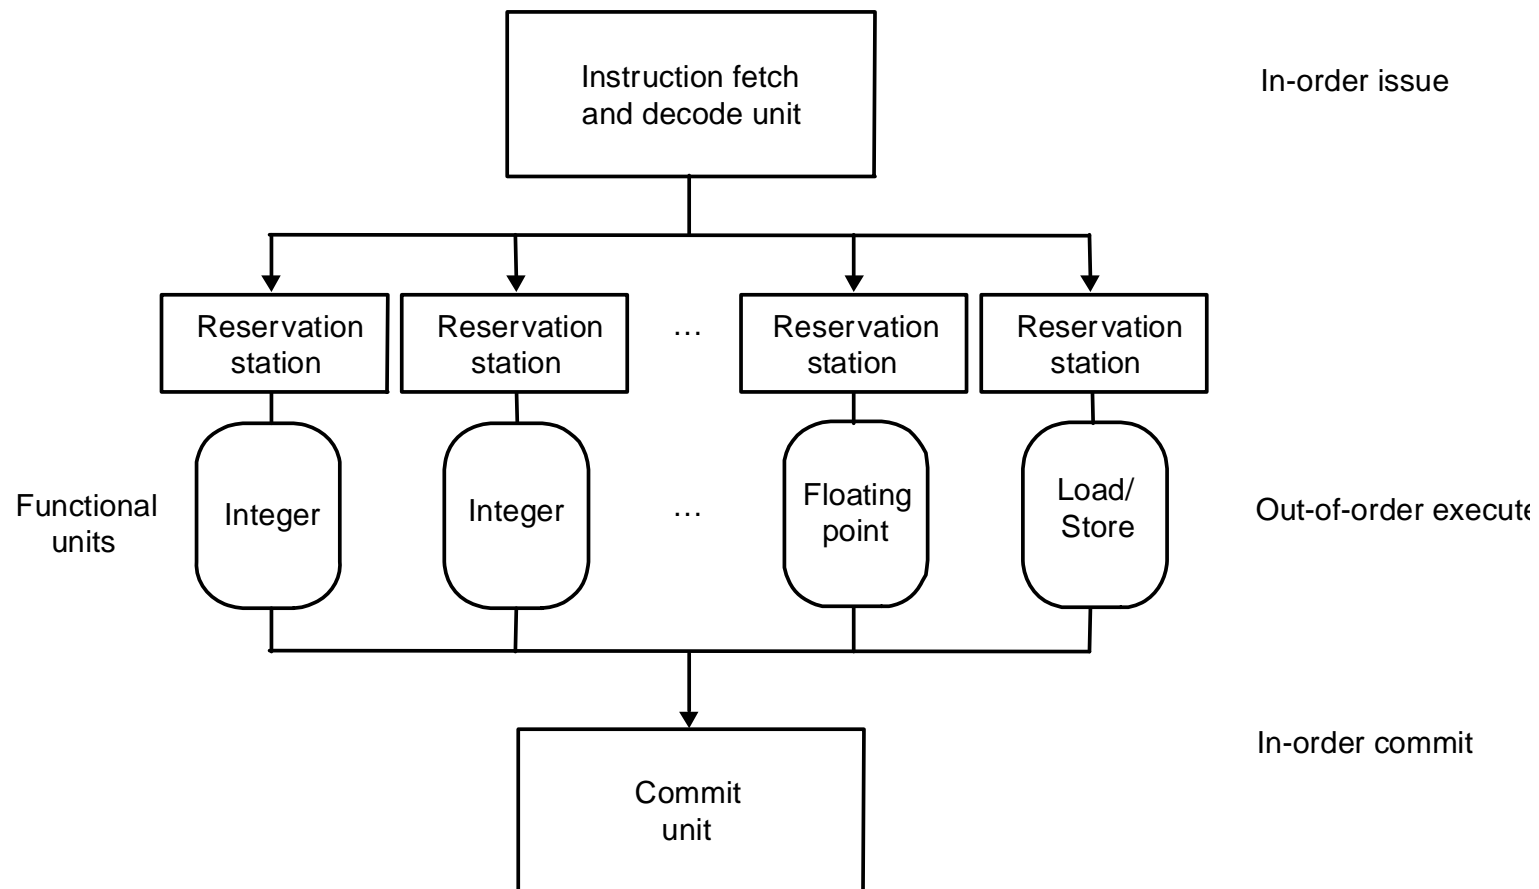 Instruction fetch
and decode unit
In-order issue
Reservation
station
Reservation
station
…
Reservation
station
Reservation
station
Functional
units
Integer
Integer
…
Floating
point
Load/
Store
Out-of-order execute
In-order commit
Commit
unit